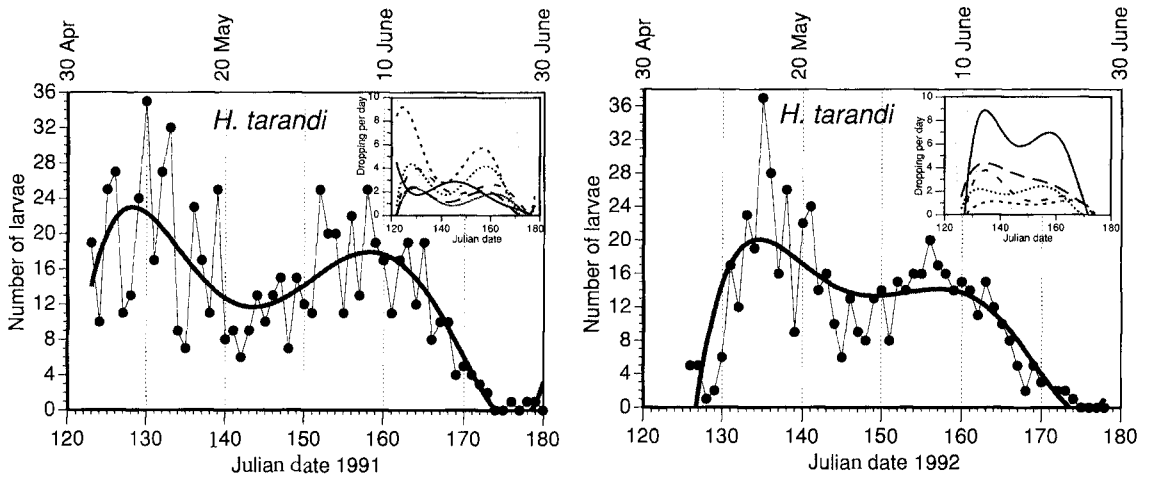 30 Apr
20 May
10 June
30 June
36
32
28
24
20
16
12
8
4
0
Number of larvae
H. tarandi
10
8
6
4
2
0
Dropping per day
120 140 160 180
Julian date
120 130 140 150 160 170 180
Julian date 1991
30 Apr
20 May
10 June
30 June
36
32
28
24
20
16
12
8
4
0
Number of larvae
H. tarandi
10
8
6
4
2
0
Dropping per day
120 140 160 180
Julian date
120 130 140 150 160 170 180
Julian date 1992